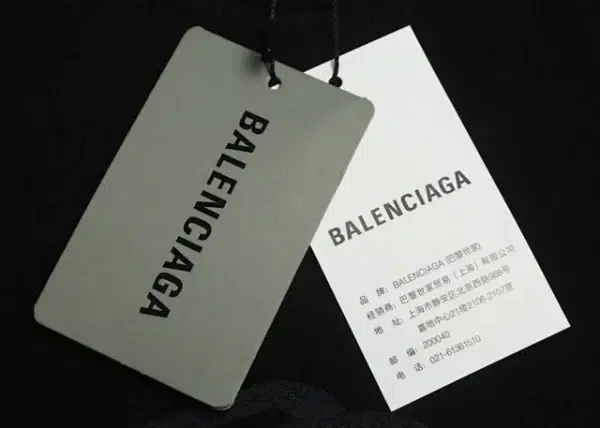 BALENCIAGA
BALENCIAGA
品 牌: BALENCIAGA (巴黎世家)
经销商: 巴黎世家贸易(上海)有限公司
地 址: 上海市静安区北京西路968号
嘉地中心21楼2106-2107室
邮 编: 200040
电 话: 021-61361510